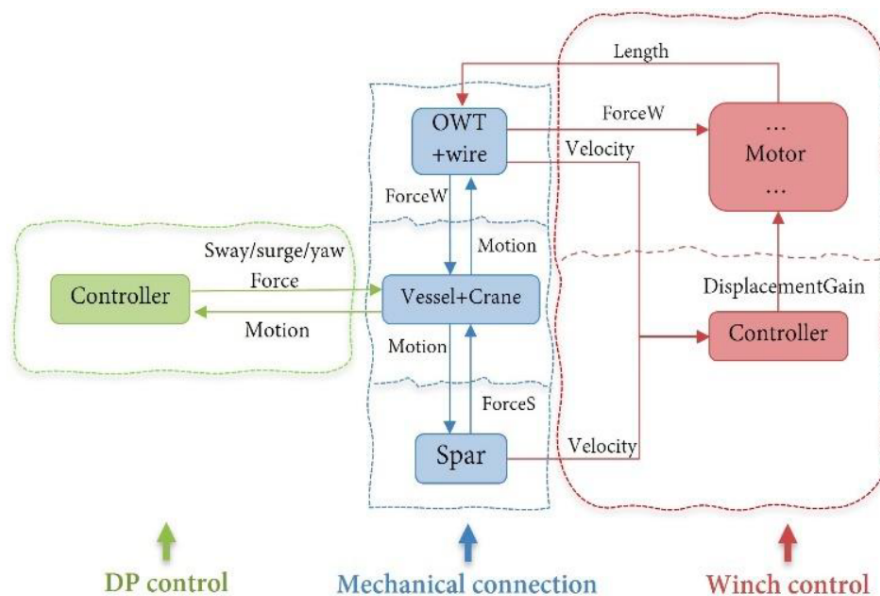 Length
OWT
+wire
ForceW
Velocity
...
Motor
...
ForceW
Motion
Sway/surge/yaw
Force
Controller
Motion
Vessel+Crane
Motion
DisplacementGain
Controller
ForceS
Spar
Velocity
DP control
Mechanical connection
Winch control